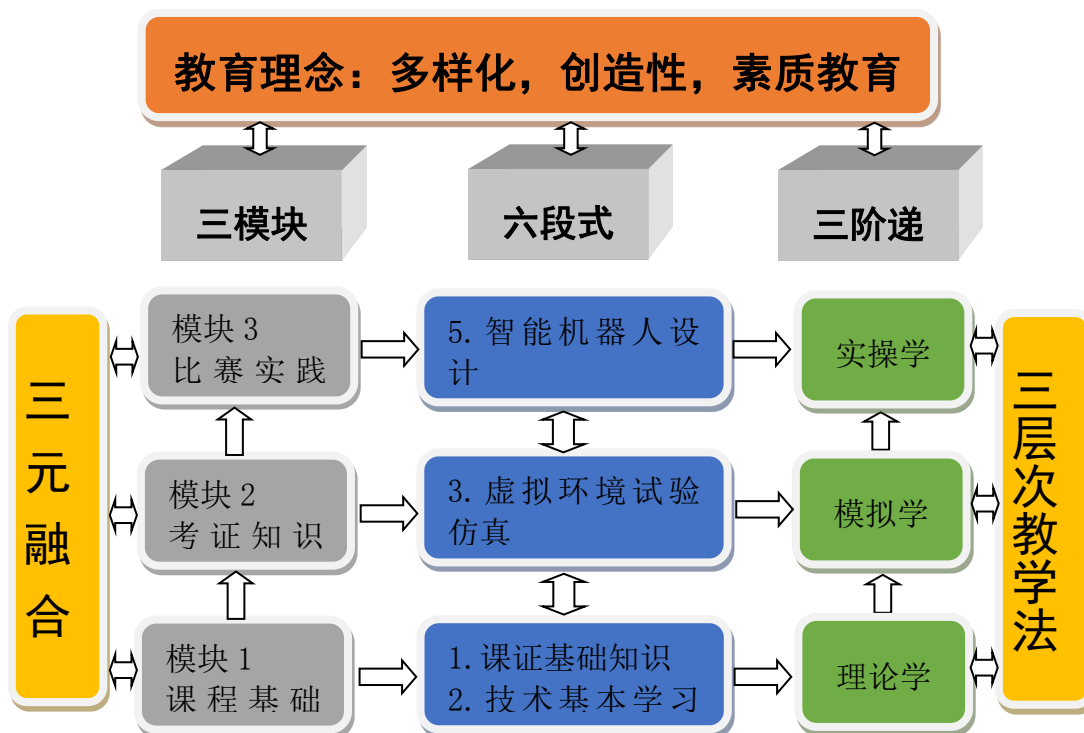 教育理念：多样化，创造性，素质教育
三模块
六段式
三阶递
三元融合
模块 3
比赛实践
5. 智能机器人设
计
实操学
三层次教学法
模块 2
考证知识
3. 虚拟环境试验
仿真
模拟学
模块 1
课程基础
1. 课证基础知识
2. 技术基本学习
理论学